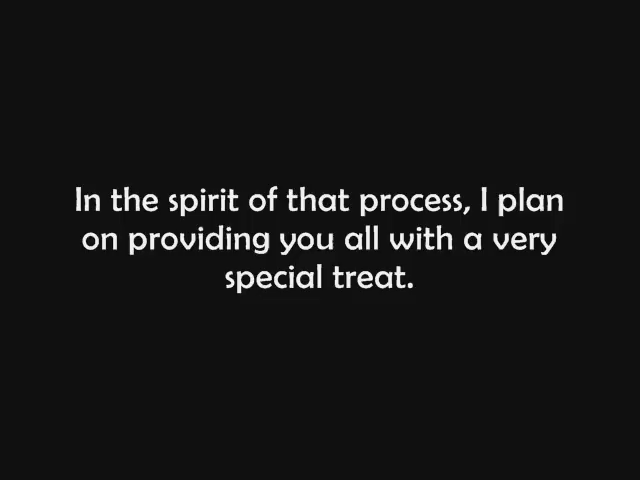 In the spirit of that process, I plan
on providing you all with a very
special treat.